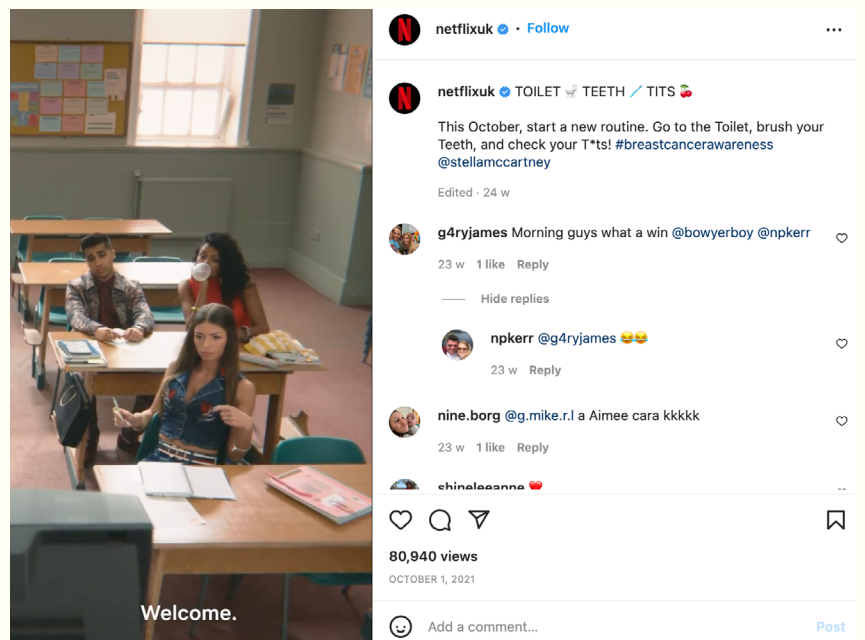 netflixuk • Follow
netflixuk TOILET 🚽 TEETH 🪥 TITS 🍒
This October, start a new routine. Go to the Toilet, brush your
Teeth, and check your T*ts! #breastcancerawareness
@stellamccartney
Edited · 24 w
g4ryjames Morning guys what a win @bowyerboy @npkerr
23 w 1 like Reply
Hide replies
npkerr @g4ryjames 😂😂
23 w Reply
nine.borg @g.mike.r.l a Aimee cara kkkkk
23 w 1 like Reply
shineleeanne ❤️
80,940 views
OCTOBER 1, 2021
Add a comment...
Post
Welcome.